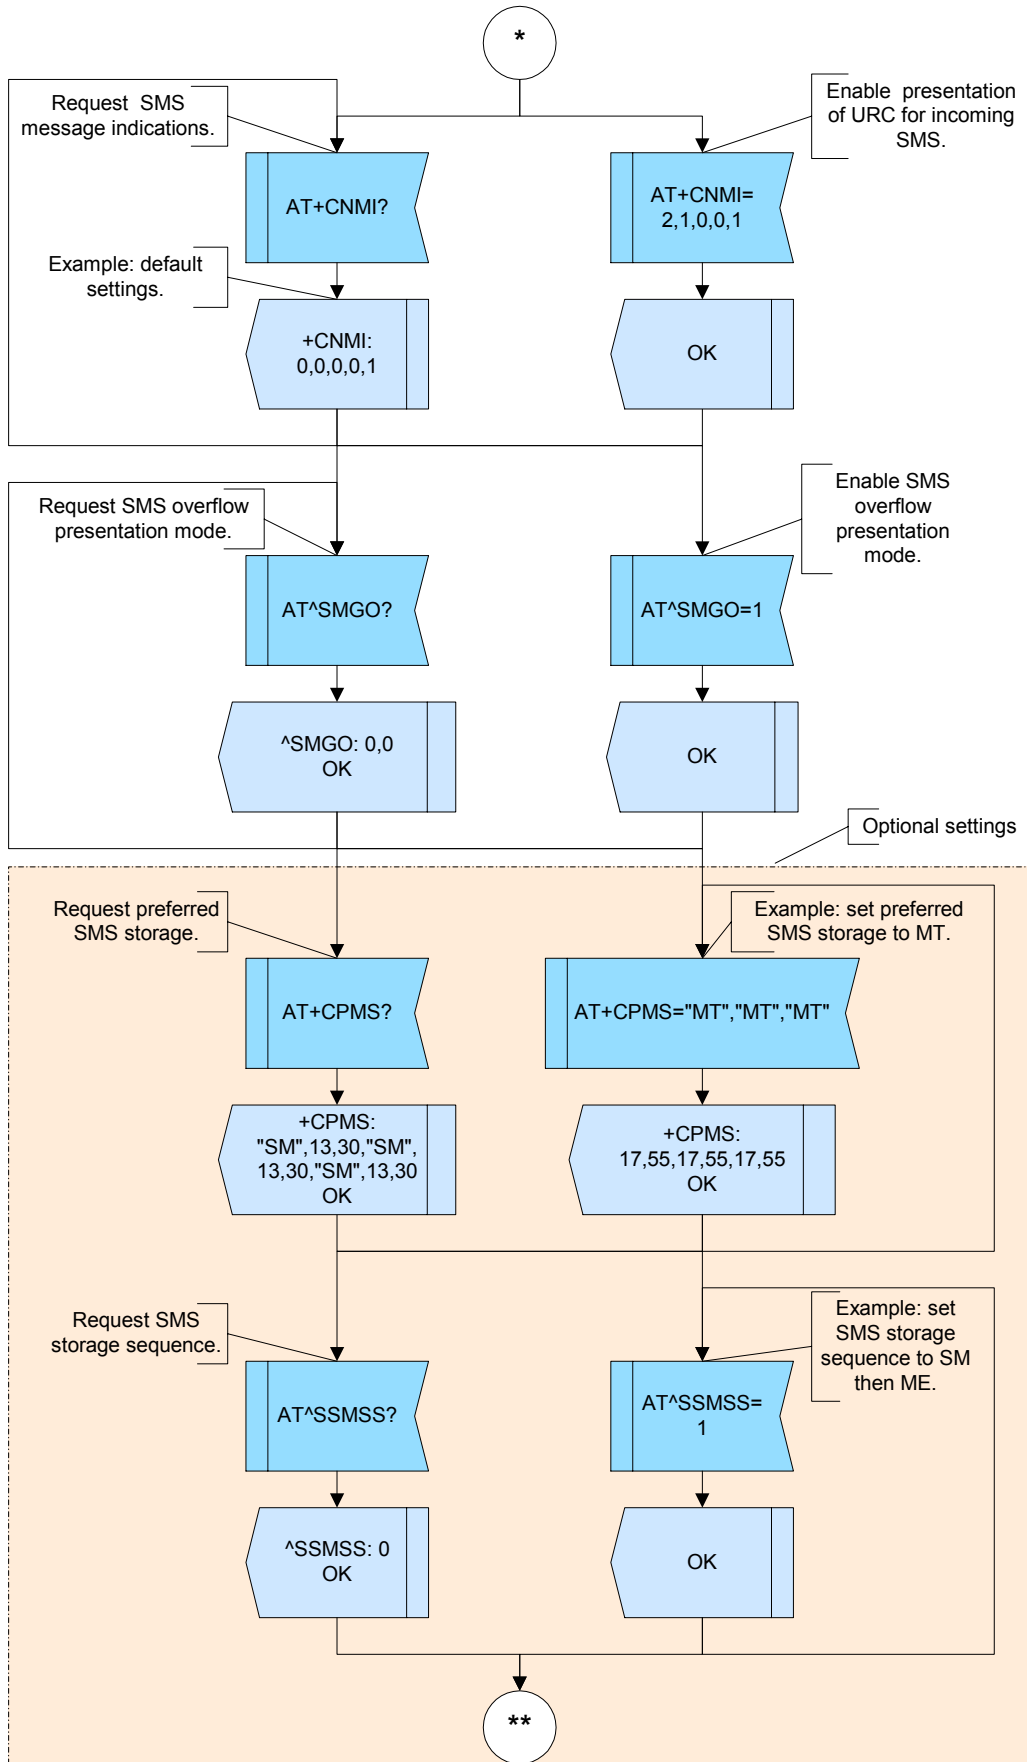 *
Request SMS
message indications.
Enable presentation
of URC for incoming
SMS.
AT+CNMI?
AT+CNMI=
2,1,0,0,1
Example: default
settings.
+CNMI:
0,0,0,0,1
OK
Request SMS overflow
presentation mode.
Enable SMS
overflow
presentation
mode.
AT^SMGO?
AT^SMGO=1
^SMGO: 0,0
OK
OK
Optional settings
Request preferred
SMS storage.
Example: set preferred
SMS storage to MT.
AT+CPMS?
AT+CPMS="MT","MT","MT"
+CPMS:
"SM",13,30,"SM",
13,30,"SM",13,30
OK
+CPMS:
17,55,17,55,17,55
OK
Request SMS
storage sequence.
Example: set
SMS storage
sequence to SM
then ME.
AT^SSMSS?
AT^SSMSS=
1
^SSMSS: 0
OK
OK
**